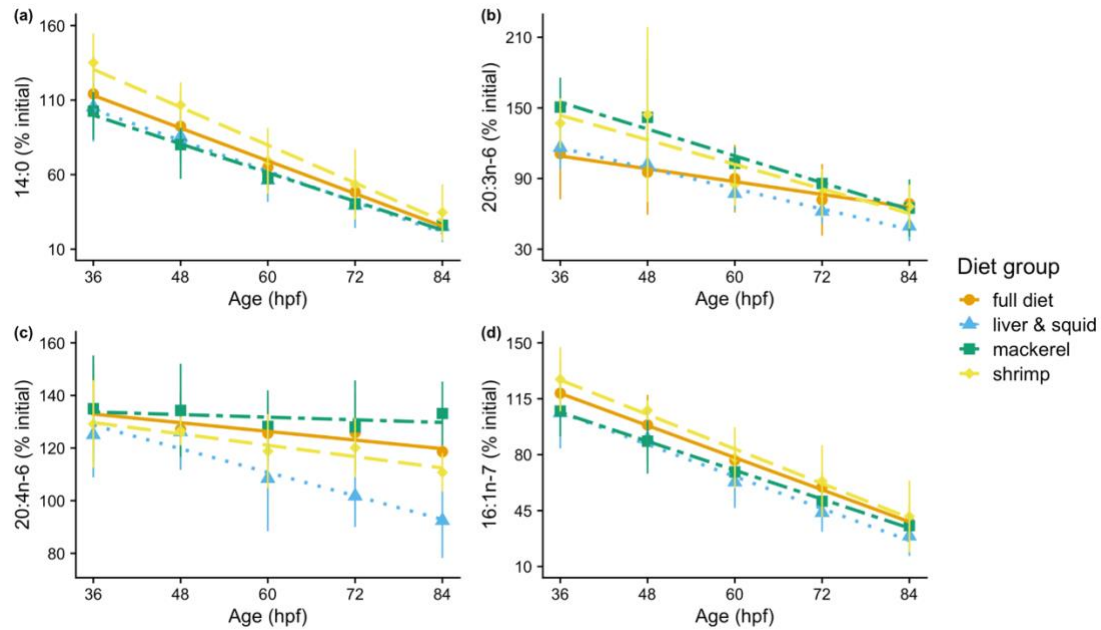 (a)
14:0 (% initial)
160
110
60
10
36 48 60 72 84
Age (hpf)
(b)
20:3n-6 (% initial)
210
150
90
30
36 48 60 72 84
Age (hpf)
(c)
20:4n-6 (% initial)
160
140
120
100
80
36 48 60 72 84
Age (hpf)
(d)
16:1n-7 (% initial)
150
115
80
45
10
36 48 60 72 84
Age (hpf)
Diet group
full diet
liver & squid
mackerel
shrimp